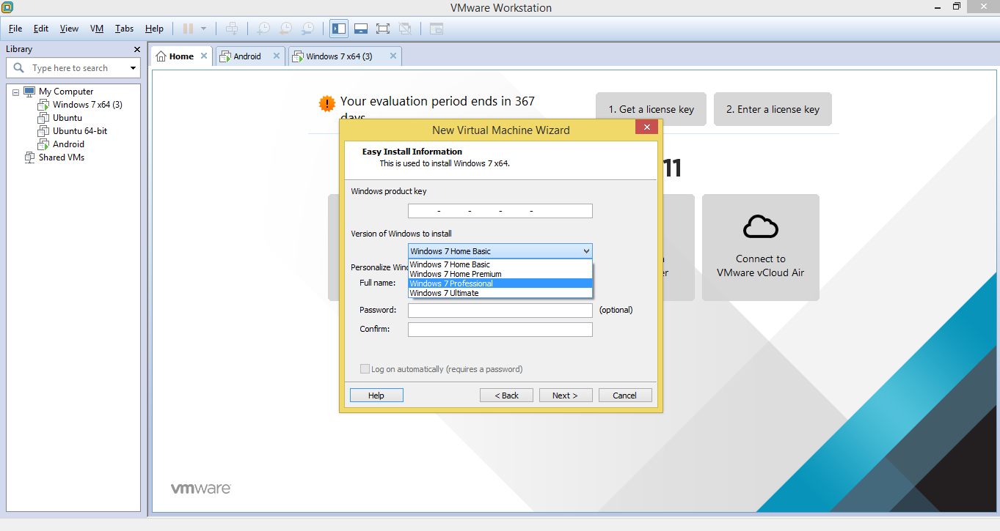 VMware Workstation
File Edit View VM Tabs Help
Library
Type here to search
My Computer
Windows 7 x64 (3)
Ubuntu
Ubuntu 64-bit
Android
Shared VMs
Home Android Windows 7 x64 (3)
Your evaluation period ends in 367
days
1. Get a license key
2. Enter a license key
11
New Virtual Machine Wizard
Easy Install Information
This is used to install Windows 7 x64.
Windows product key
- - - -
Version of Windows to install
Windows 7 Home Basic
Windows 7 Home Basic
Windows 7 Home Premium
Windows 7 Professional
Windows 7 Ultimate
Personalize
Full name:
Password: (optional)
Confirm:
Log on automatically (requires a password)
Help < Back Next > Cancel
Connect to
VMware vCloud Air
vmware